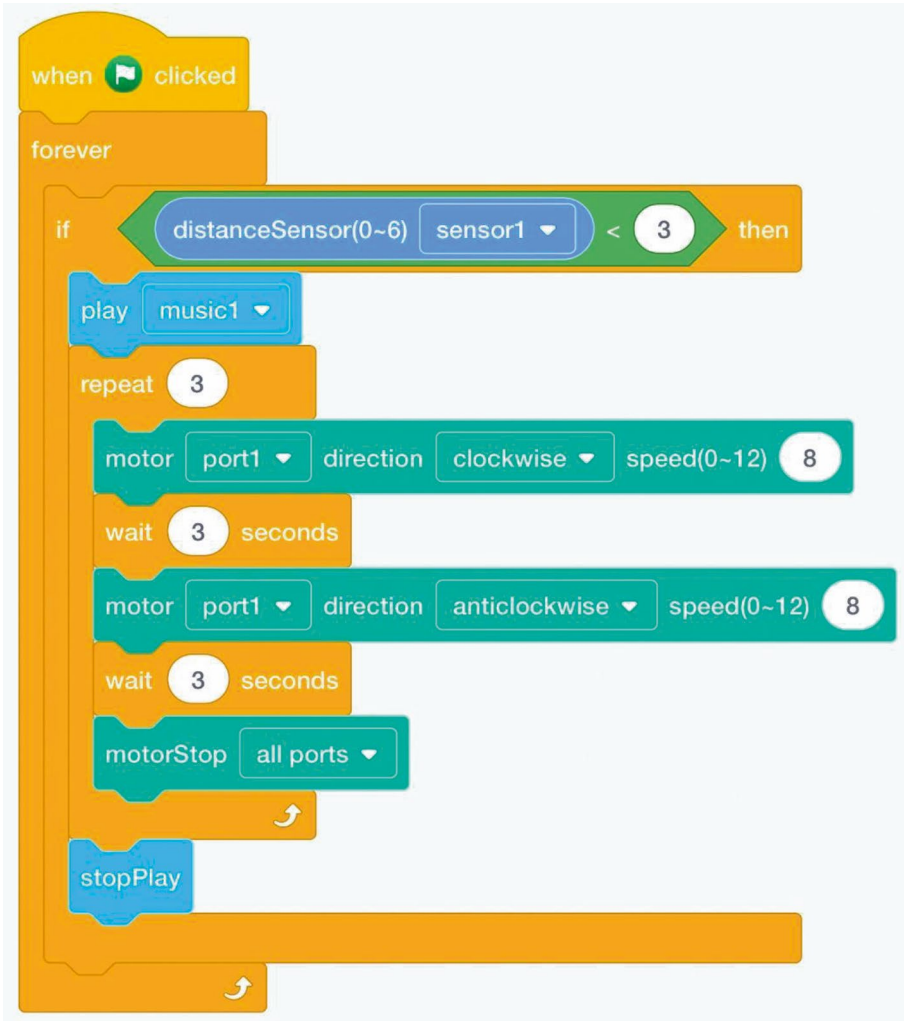 when clicked
forever
if distanceSensor(0~6) sensor1 < 3 then
play music1
repeat 3
motor port1 direction clockwise speed(0~12) 8
wait 3 seconds
motor port1 direction anticlockwise speed(0~12) 8
wait 3 seconds
motorStop all ports
stopPlay